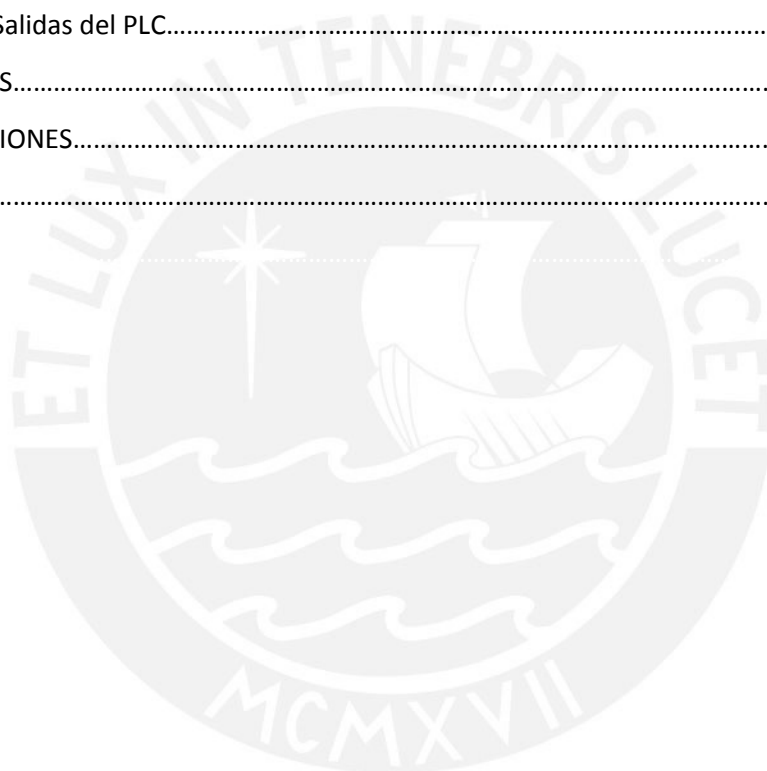 Salidas del PLC……………………………………………………………………………
S……………………………………………………………………………………………………
IONES…………………………………………………………………………………………
……………………………………………………………………………………………………
ET LUX IN TENEBRIS LUCET
MCMXVII